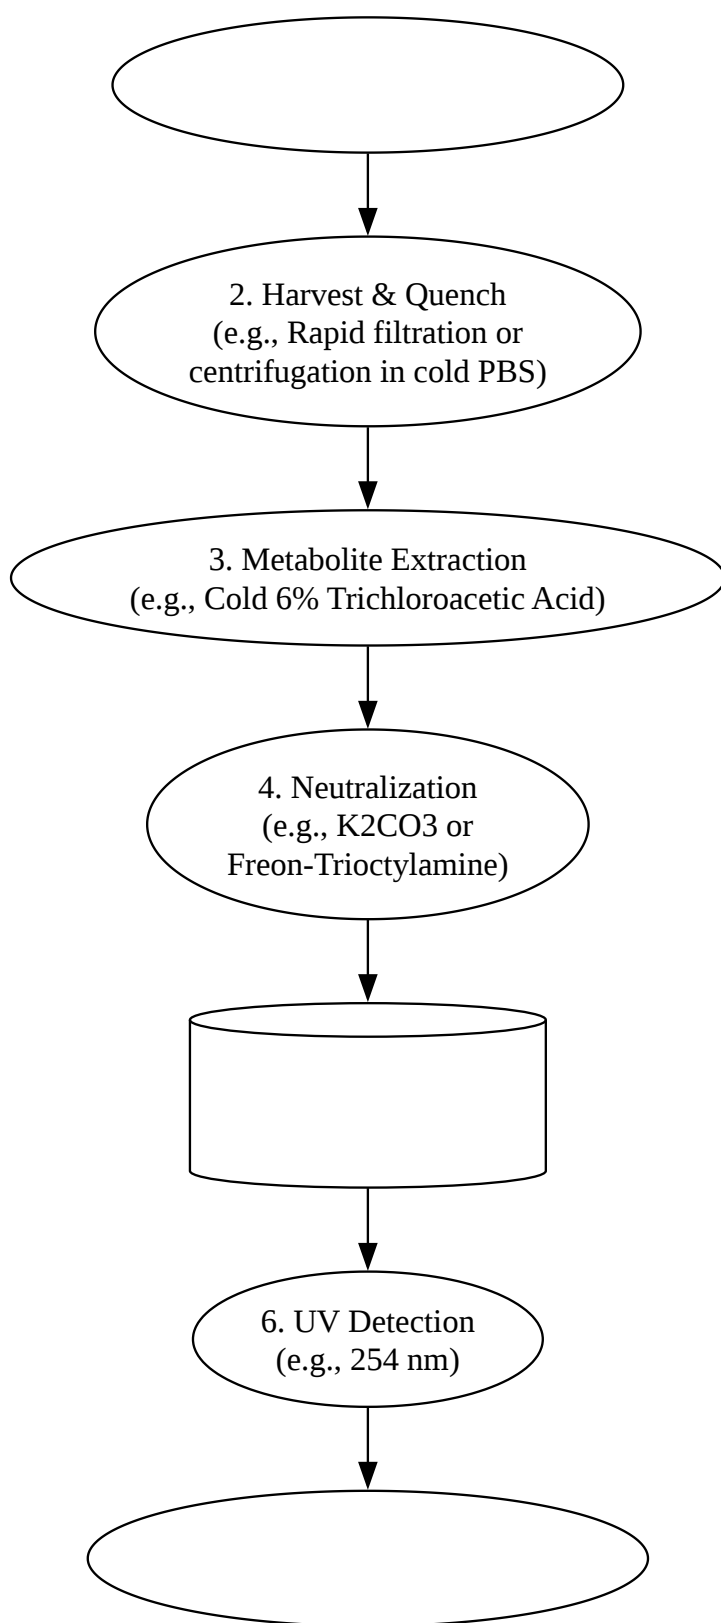 2. Harvest & Quench
(e.g., Rapid filtration or
centrifugation in cold PBS)
3. Metabolite Extraction
(e.g., Cold 6% Trichloroacetic Acid)
4. Neutralization
(e.g., K2CO3 or
Freon-Trioctylamine)
6. UV Detection
(e.g., 254 nm)